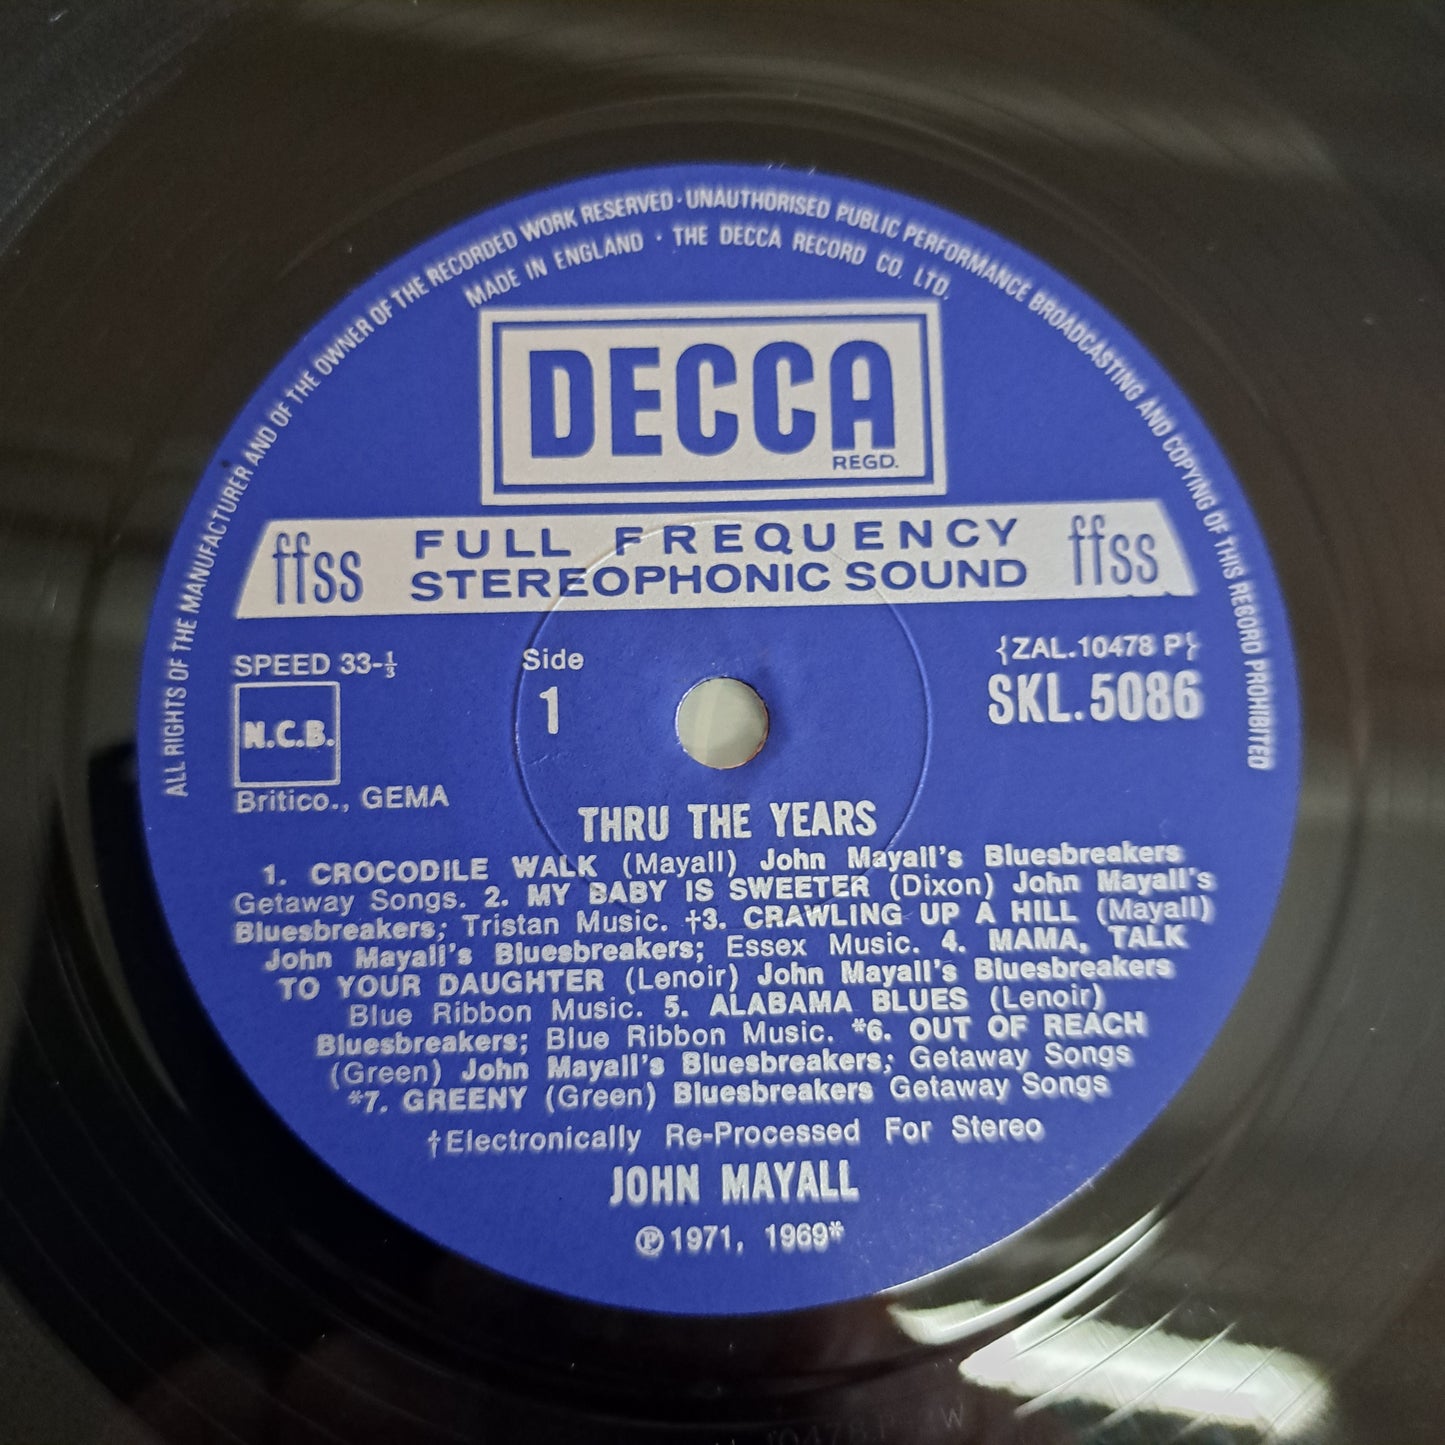 ALL RIGHTS OF THE MANUFACTURER AND OF THE OWNER OF THE RECORDED WORK RESERVED · UNAUTHORISED PUBLIC PERFORMANCE BROADCASTING AND COPYING OF THIS RECORD PROHIBITED
MADE IN ENGLAND · THE DECCA RECORD CO. LTD.
DECCA
REGD.
ffss FULL FREQUENCY ffss
STEREOPHONIC SOUND
SPEED 33-⅓
Side
1
{ZAL.10478 P}
SKL.5086
N.C.B.
Britico., GEMA
THRU THE YEARS
1. CROCODILE WALK (Mayall) John Mayall's Bluesbreakers
Getaway Songs. 2. MY BABY IS SWEETER (Dixon) John Mayall's
Bluesbreakers; Tristan Music. †3. CRAWLING UP A HILL (Mayall)
John Mayall's Bluesbreakers; Essex Music. 4. MAMA, TALK
TO YOUR DAUGHTER (Lenoir) John Mayall's Bluesbreakers
Blue Ribbon Music. 5. ALABAMA BLUES (Lenoir)
Bluesbreakers; Blue Ribbon Music. *6. OUT OF REACH
(Green) John Mayall's Bluesbreakers; Getaway Songs
*7. GREENY (Green) Bluesbreakers Getaway Songs
†Electronically Re-Processed For Stereo
JOHN MAYALL
℗ 1971, 1969*